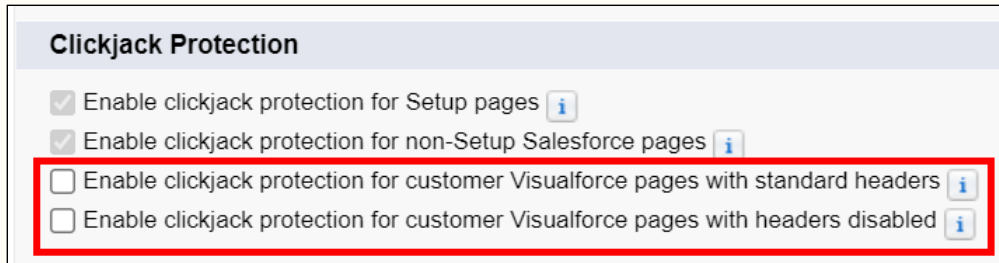 Clickjack Protection
Enable clickjack protection for Setup pages i
Enable clickjack protection for non-Setup Salesforce pages i
Enable clickjack protection for customer Visualforce pages with standard headers i
Enable clickjack protection for customer Visualforce pages with headers disabled i